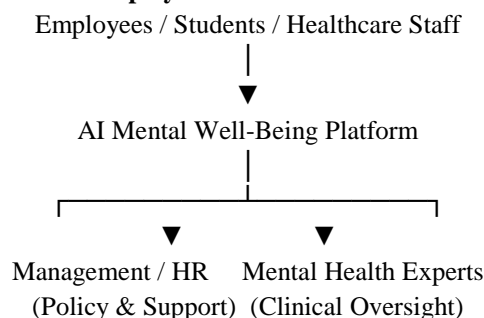 Employees / Students / Healthcare Staff
AI Mental Well-Being Platform
Management / HR Mental Health Experts
(Policy & Support) (Clinical Oversight)